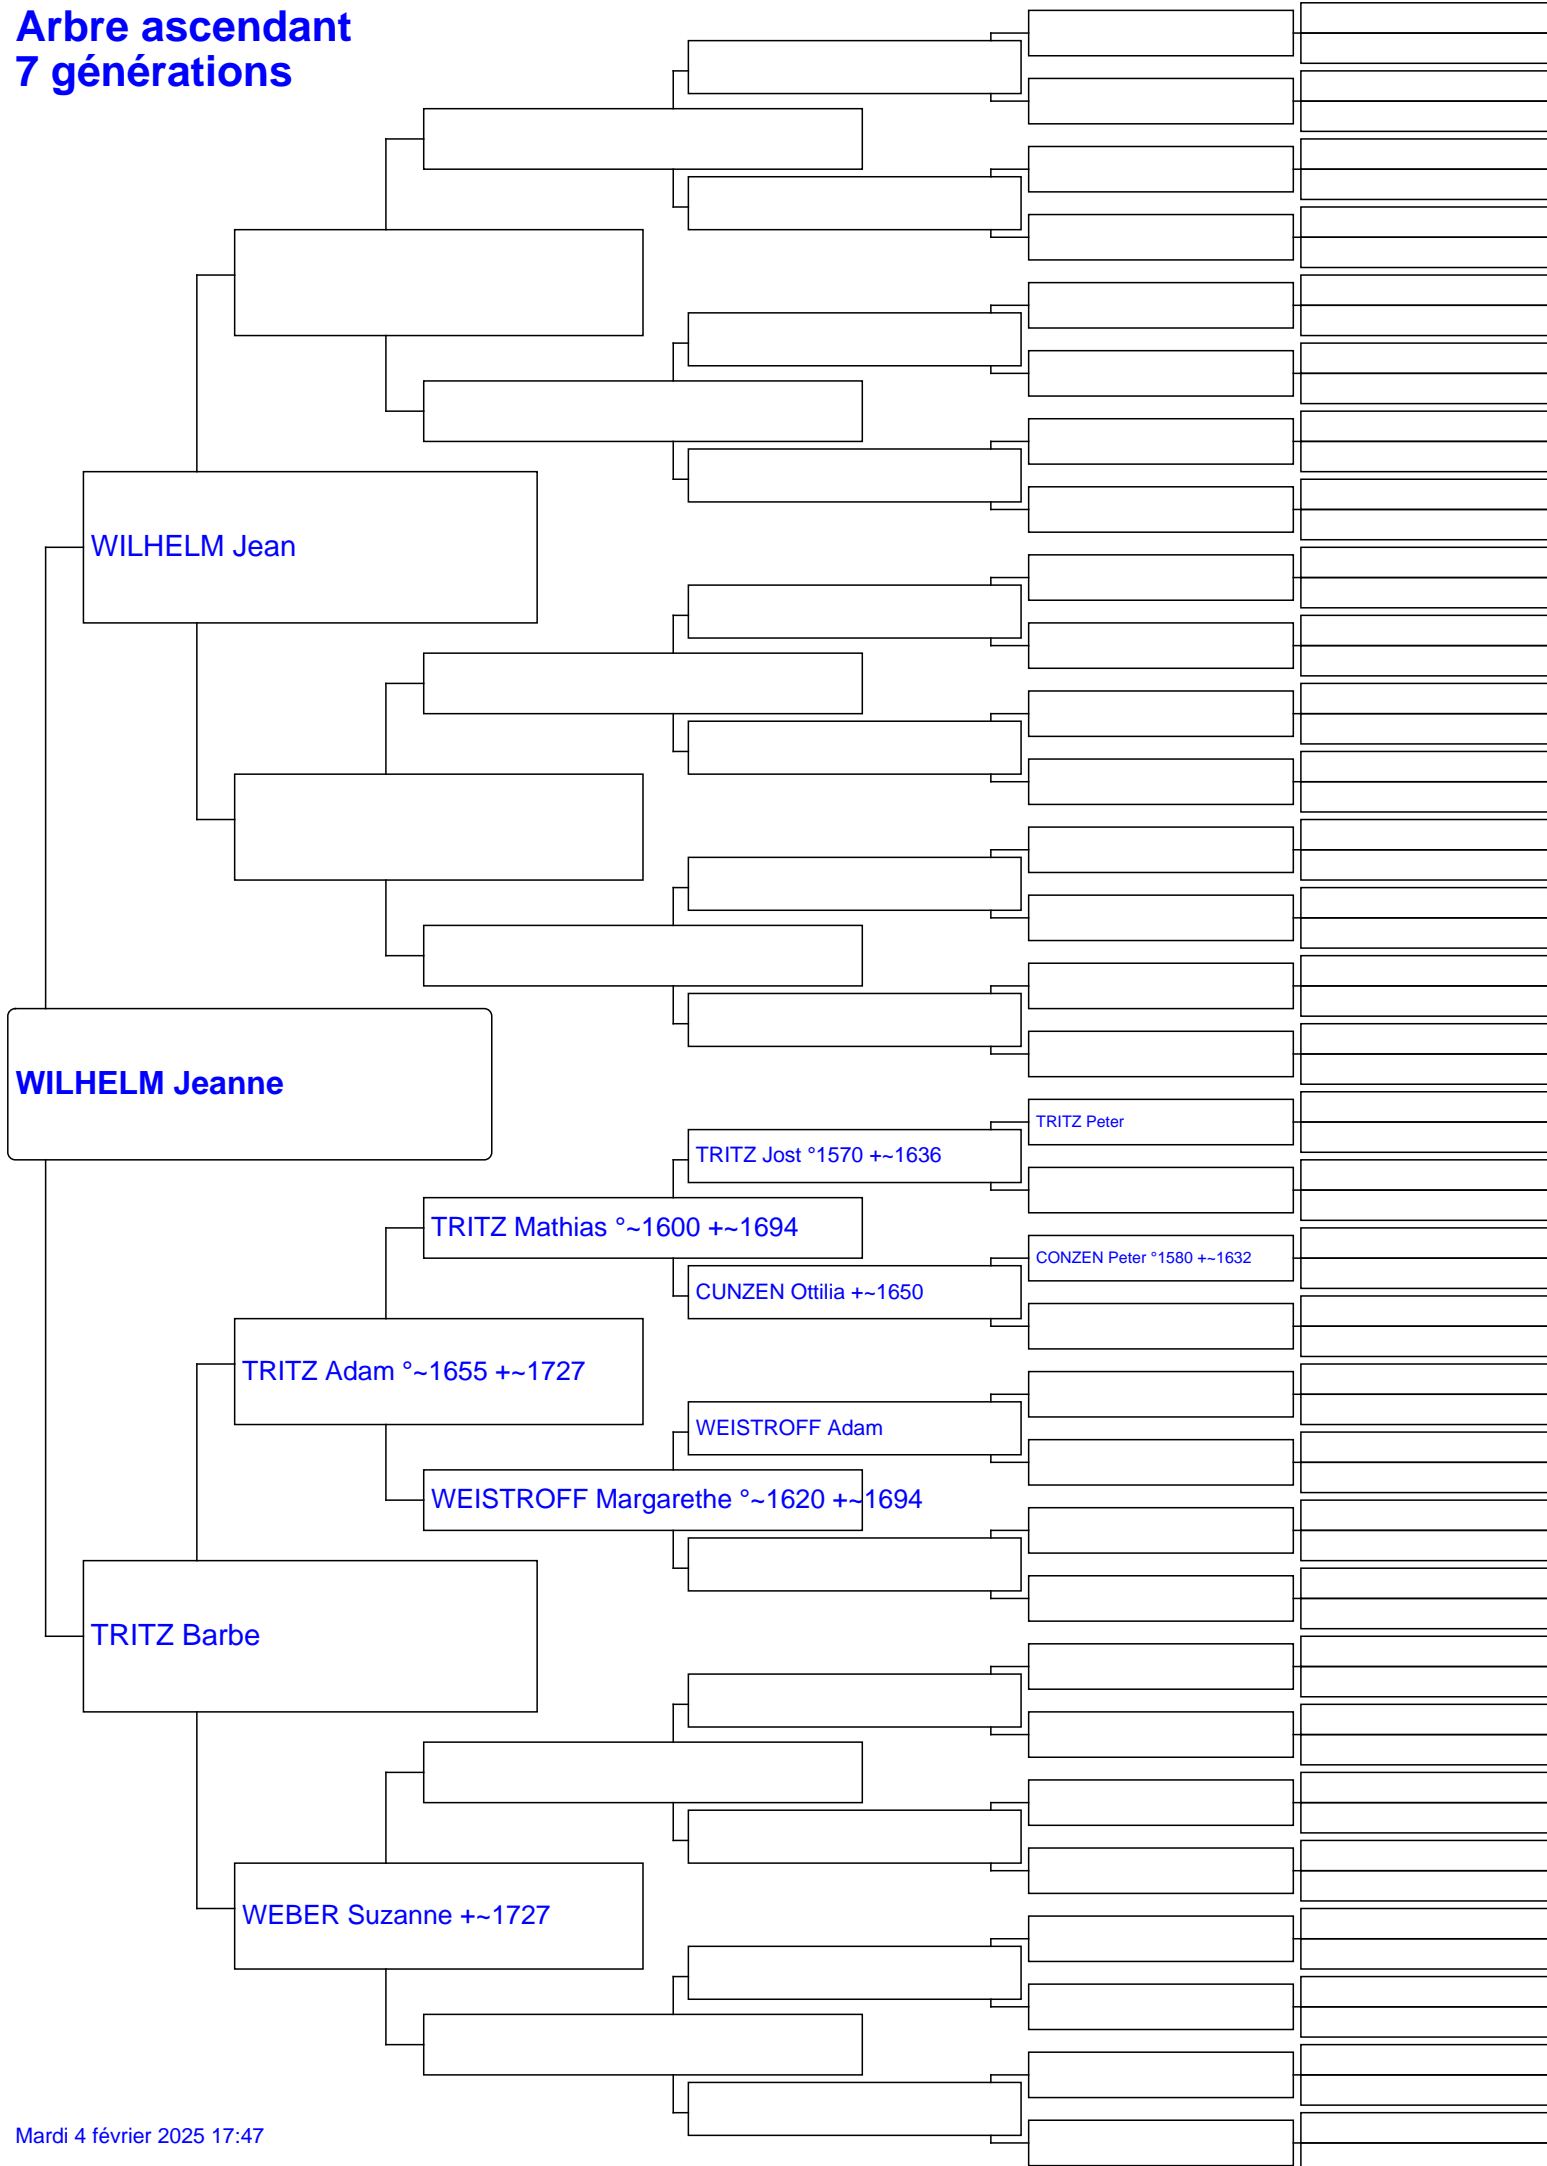 Arbre ascendant
7 générations
WILHELM Jean
WILHELM Jeanne
TRITZ Peter
TRITZ Jost °1570 +~1636
TRITZ Mathias °~1600 +~1694
CONZEN Peter °1580 +~1632
CUNZEN Ottilia +~1650
TRITZ Adam °~1655 +~1727
WEISTROFF Adam
WEISTROFF Margarethe °~1620 +~1694
TRITZ Barbe
WEBER Suzanne +~1727
Mardi 4 février 2025 17:47